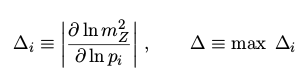 Δ_i ≡ |∂ ln m_Z^2 / ∂ ln p_i| , Δ ≡ max Δ_i